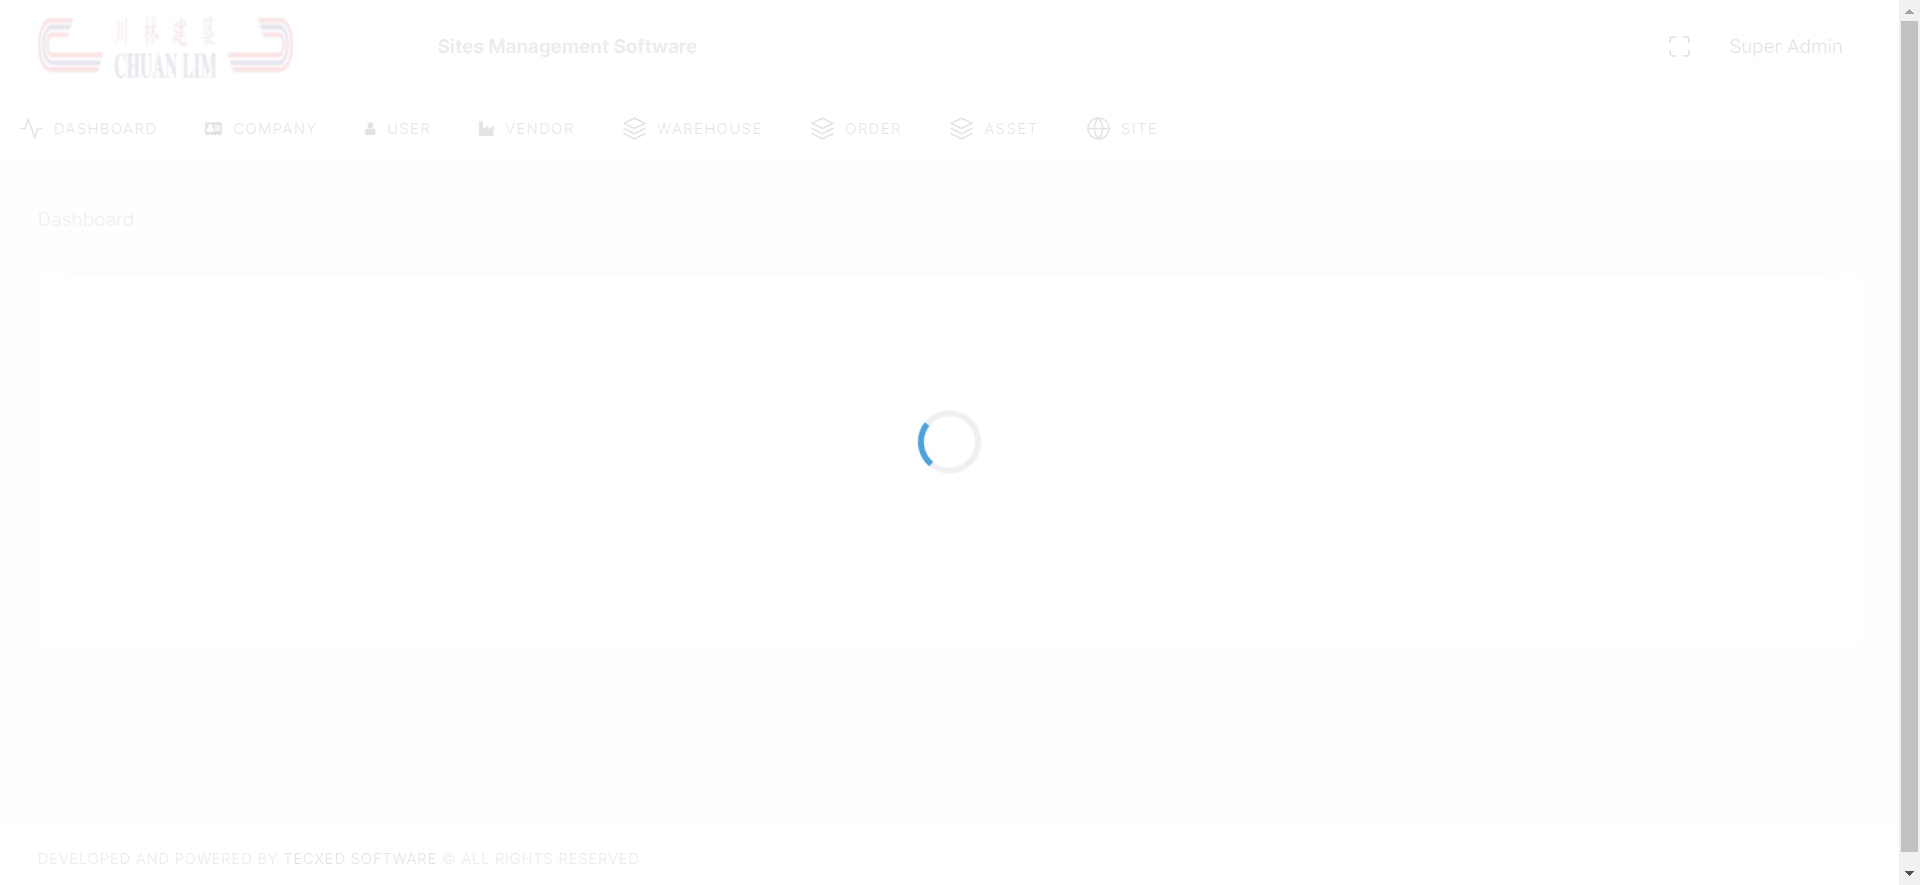 川林建築
CHUAN LIM
Sites Management Software
Super Admin
DASHBOARD
COMPANY
USER
VENDOR
WAREHOUSE
ORDER
ASSET
SITE
Dashboard
DEVELOPED AND POWERED BY TECXED SOFTWARE © ALL RIGHTS RESERVED